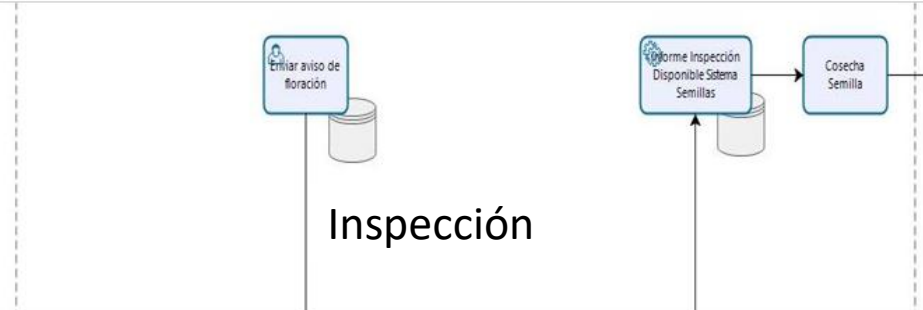 Enviar aviso de
floración
Informe Inspección
Disponible Sistema
Semillas
Cosecha
Semilla
Inspección